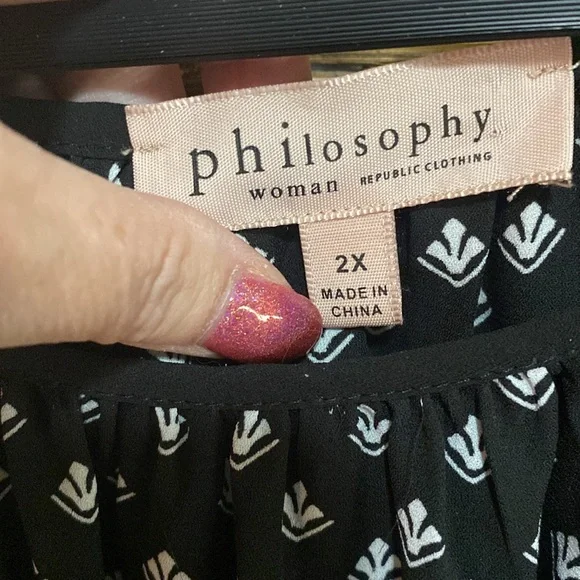 philosophy
woman REPUBLIC CLOTHING
2X
MADE IN
CHINA